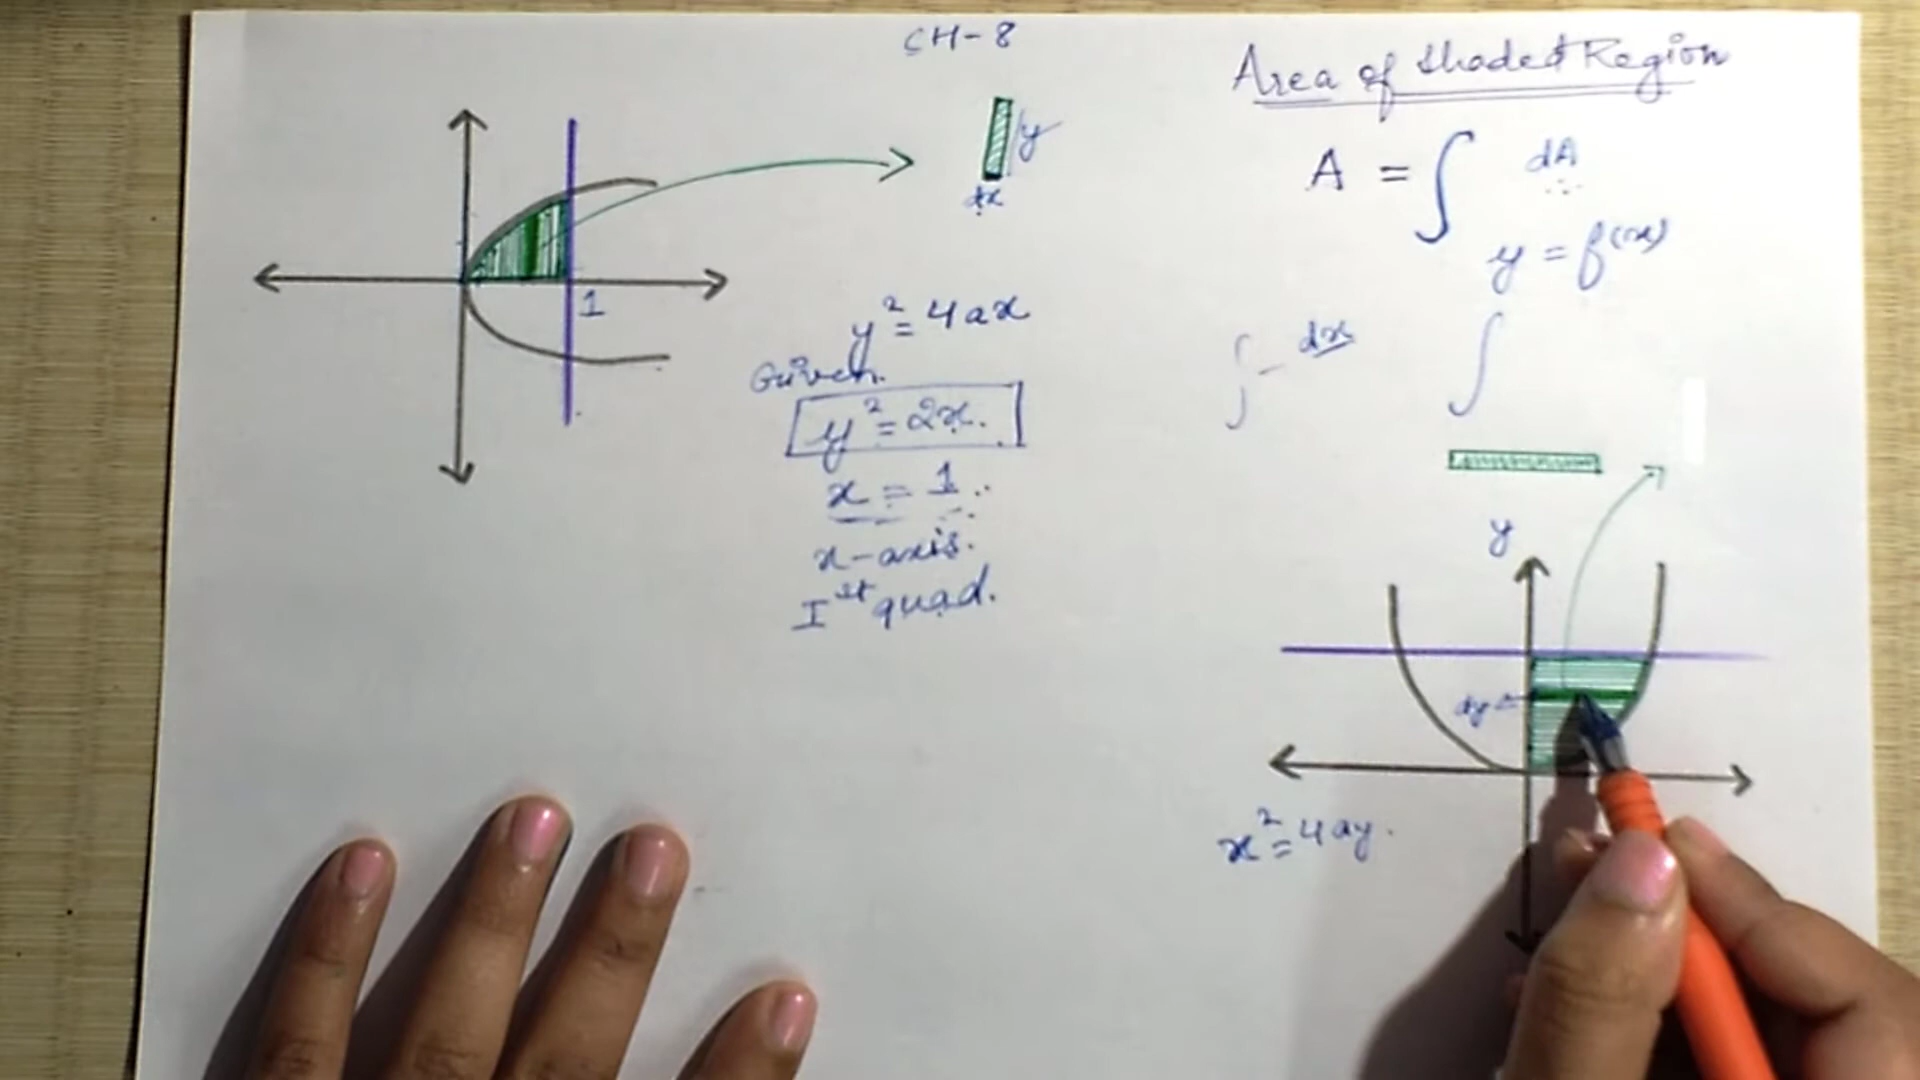 CH-8
y
dx
1
y² = 4ax
Given
y² = 2x.
x = 1
x-axis.
Iˢᵗ quad.
Area of Shaded Region
A = ∫ dA
y = f(x)
∫ dx
∫
y
dy
x² = 4ay.